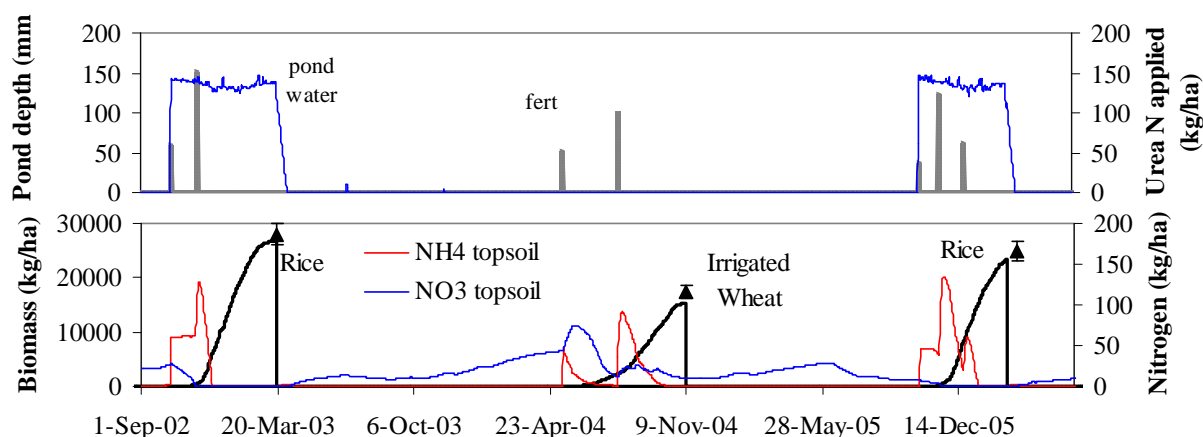 Pond depth (mm
200
150
100
50
0
pond
water
fert
200
150
100
50
0
Urea N applied
(kg/ha)
Biomass (kg/ha)
30000
20000
10000
0
Rice
NH4 topsoil
NO3 topsoil
Irrigated
Wheat
Rice
200
150
100
50
0
Nitrogen (kg/ha)
1-Sep-02 20-Mar-03 6-Oct-03 23-Apr-04 9-Nov-04 28-May-05 14-Dec-05